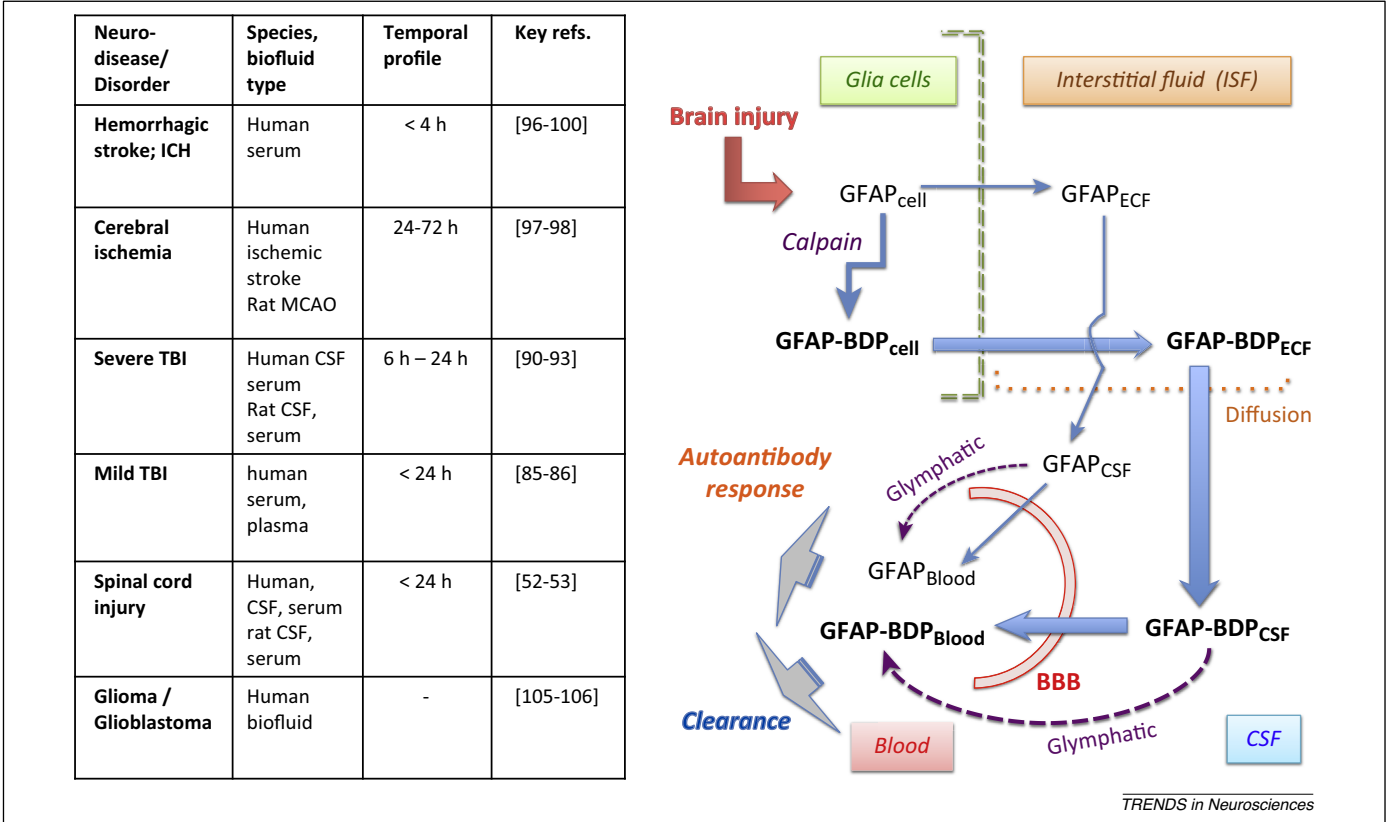 Neuro-
disease/
Disorder
Species,
biofluid
type
Temporal
profile
Key refs.
Hemorrhagic
stroke; ICH
Human
serum
< 4 h
[96-100]
Cerebral
ischemia
Human
ischemic
stroke
Rat MCAO
24-72 h
[97-98]
Severe TBI
Human CSF
serum
Rat CSF,
serum
6 h – 24 h
[90-93]
Mild TBI
human
serum,
plasma
< 24 h
[85-86]
Spinal cord
injury
Human,
CSF, serum
rat CSF,
serum
< 24 h
[52-53]
Glioma /
Glioblastoma
Human
biofluid
-
[105-106]
Glia cells
Interstitial fluid (ISF)
Brain injury
GFAPcell
GFAPECF
Calpain
GFAP-BDPcell
GFAP-BDPECF
Diffusion
Autoantibody
response
Glymphatic
GFAPCSF
GFAPBlood
GFAP-BDPBlood
GFAP-BDPCSF
BBB
Clearance
Blood
Glymphatic
CSF
TRENDS in Neurosciences